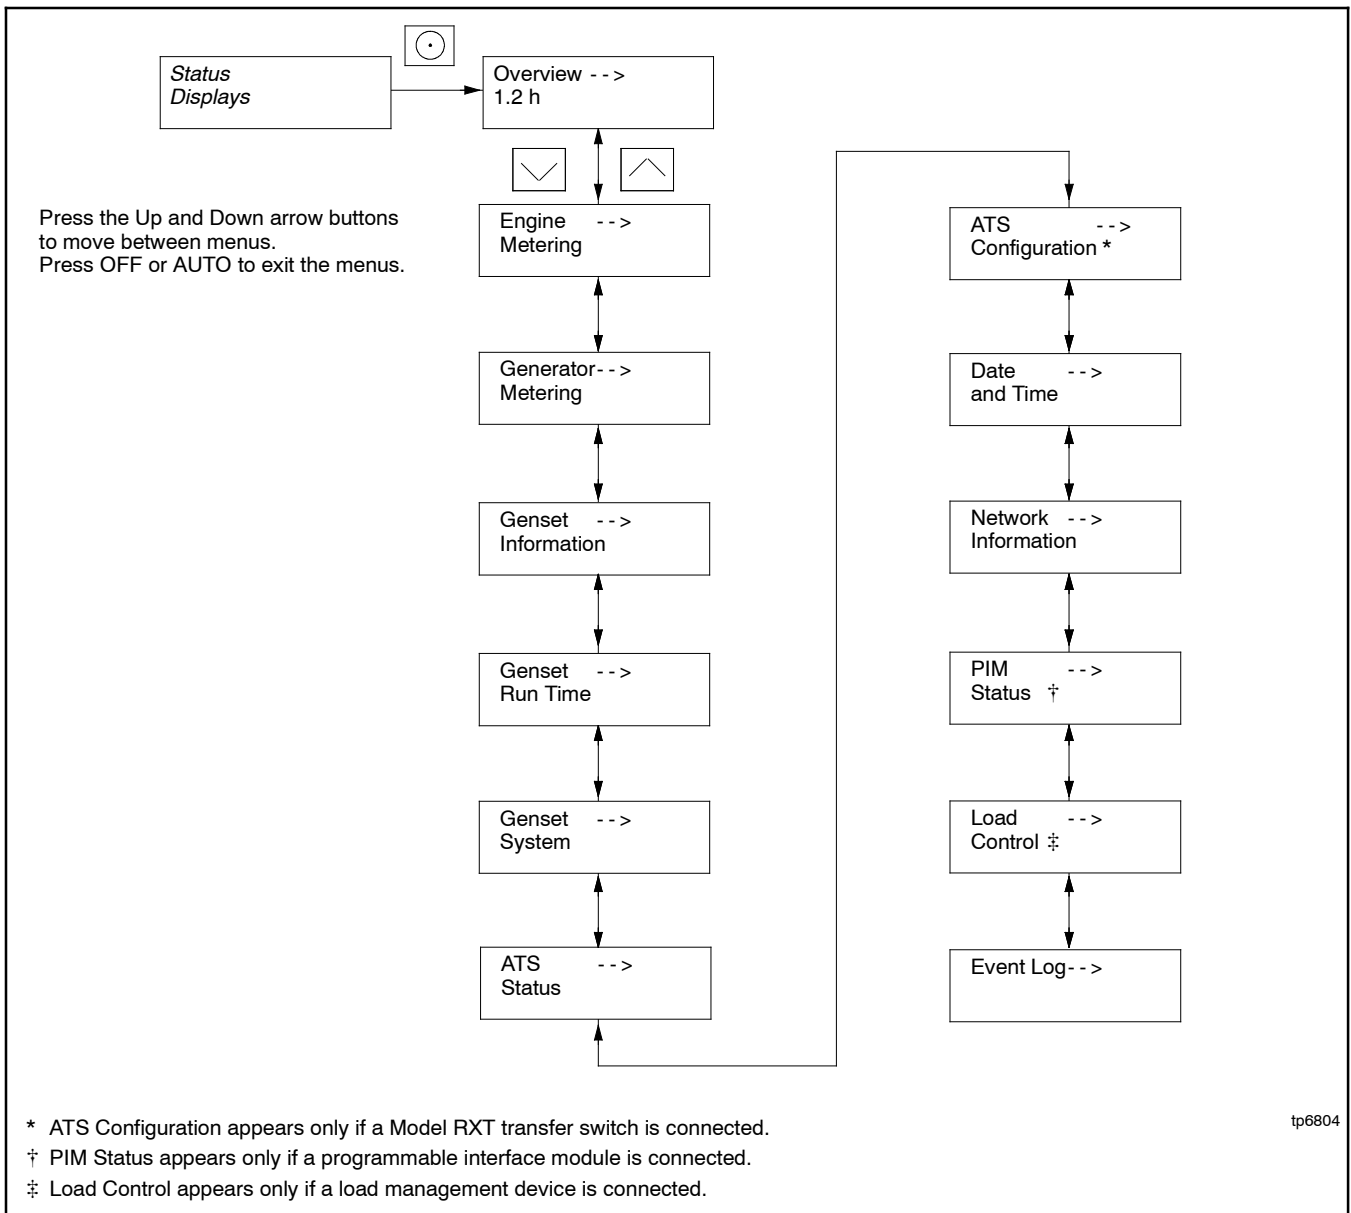 Status
Displays
Overview -->
1.2 h
Press the Up and Down arrow buttons
to move between menus.
Press OFF or AUTO to exit the menus.
Engine -->
Metering
Generator-->
Metering
Genset -->
Information
Genset -->
Run Time
Genset -->
System
ATS -->
Status
ATS -->
Configuration *
Date -->
and Time
Network -->
Information
PIM -->
Status †
Load -->
Control ‡
Event Log-->
* ATS Configuration appears only if a Model RXT transfer switch is connected.
† PIM Status appears only if a programmable interface module is connected.
‡ Load Control appears only if a load management device is connected.
tp6804